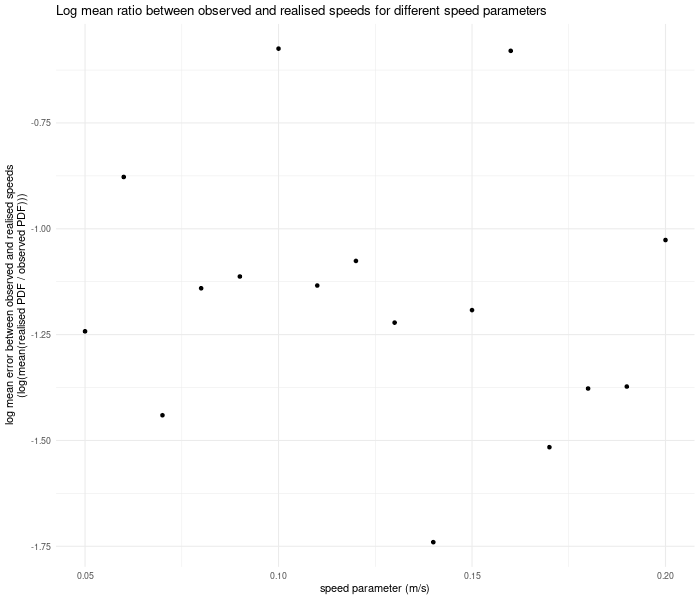 Log mean ratio between observed and realised speeds for different speed parameters
log mean error between observed and realised speeds
(log(mean(realised PDF / observed PDF)))
-0.75
-1.00
-1.25
-1.50
-1.75
0.05
0.10
0.15
0.20
speed parameter (m/s)